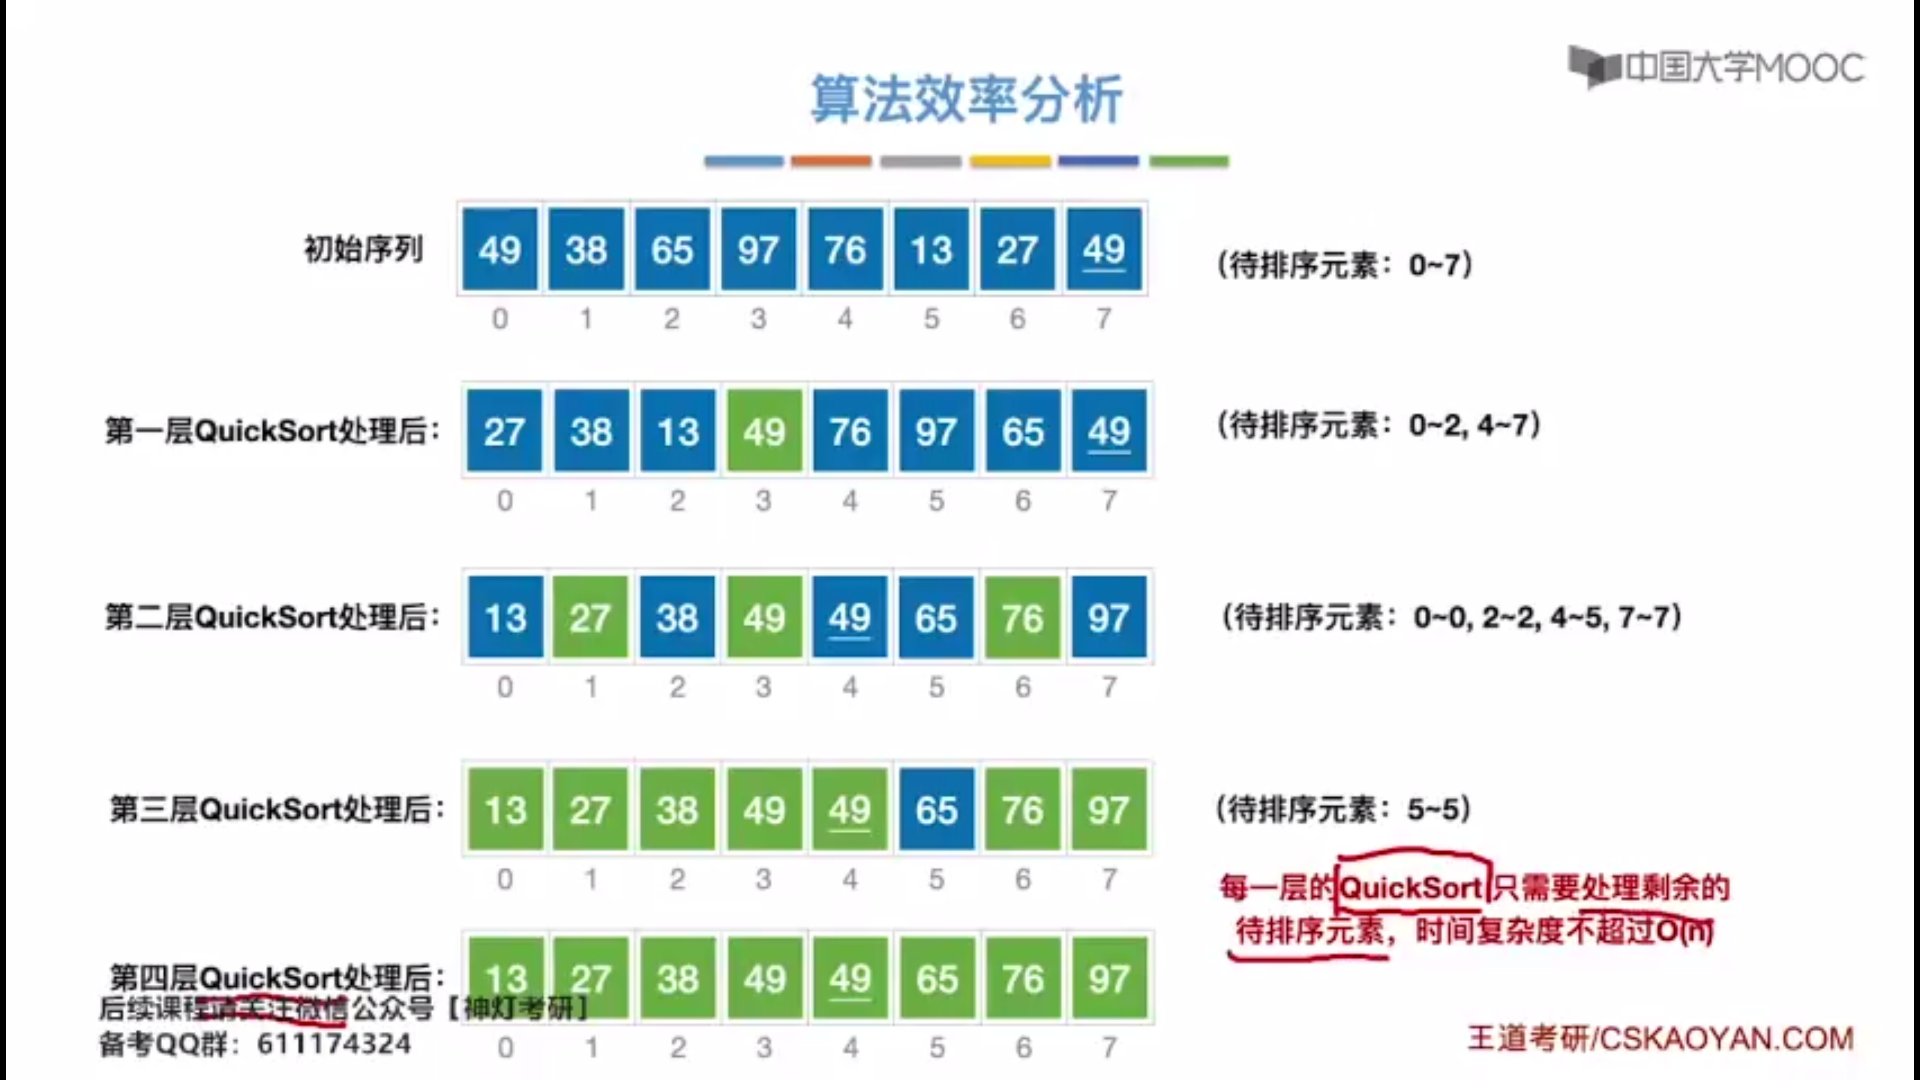 中国大学MOOC
算法效率分析
初始序列 49 38 65 97 76 13 27 49 (待排序元素：0~7)
0 1 2 3 4 5 6 7
第一层QuickSort处理后： 27 38 13 49 76 97 65 49 (待排序元素：0~2, 4~7)
0 1 2 3 4 5 6 7
第二层QuickSort处理后： 13 27 38 49 49 65 76 97 (待排序元素：0~0, 2~2, 4~5, 7~7)
0 1 2 3 4 5 6 7
第三层QuickSort处理后： 13 27 38 49 49 65 76 97 (待排序元素：5~5)
0 1 2 3 4 5 6 7
每一层的QuickSort只需要处理剩余的
待排序元素，时间复杂度不超过O(n)
第四层QuickSort处理后： 13 27 38 49 49 65 76 97
后续课程请关注微信公众号［神灯考研］
备考QQ群：611174324
0 1 2 3 4 5 6 7
王道考研/CSKAOYAN.COM